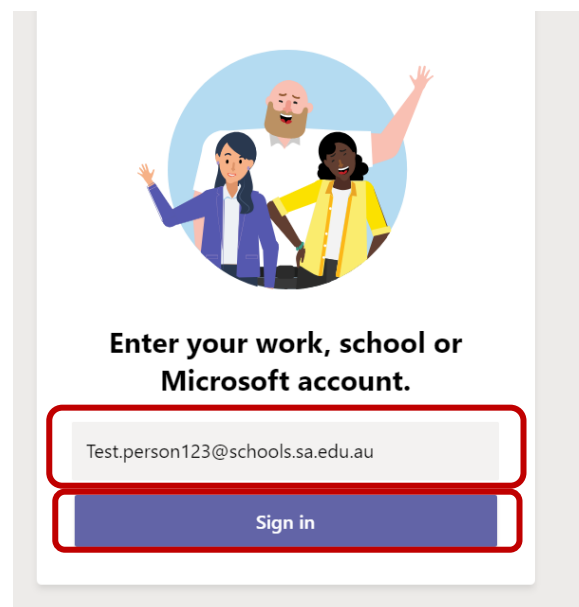 Enter your work, school or
Microsoft account.
Test.person123@schools.sa.edu.au
Sign in